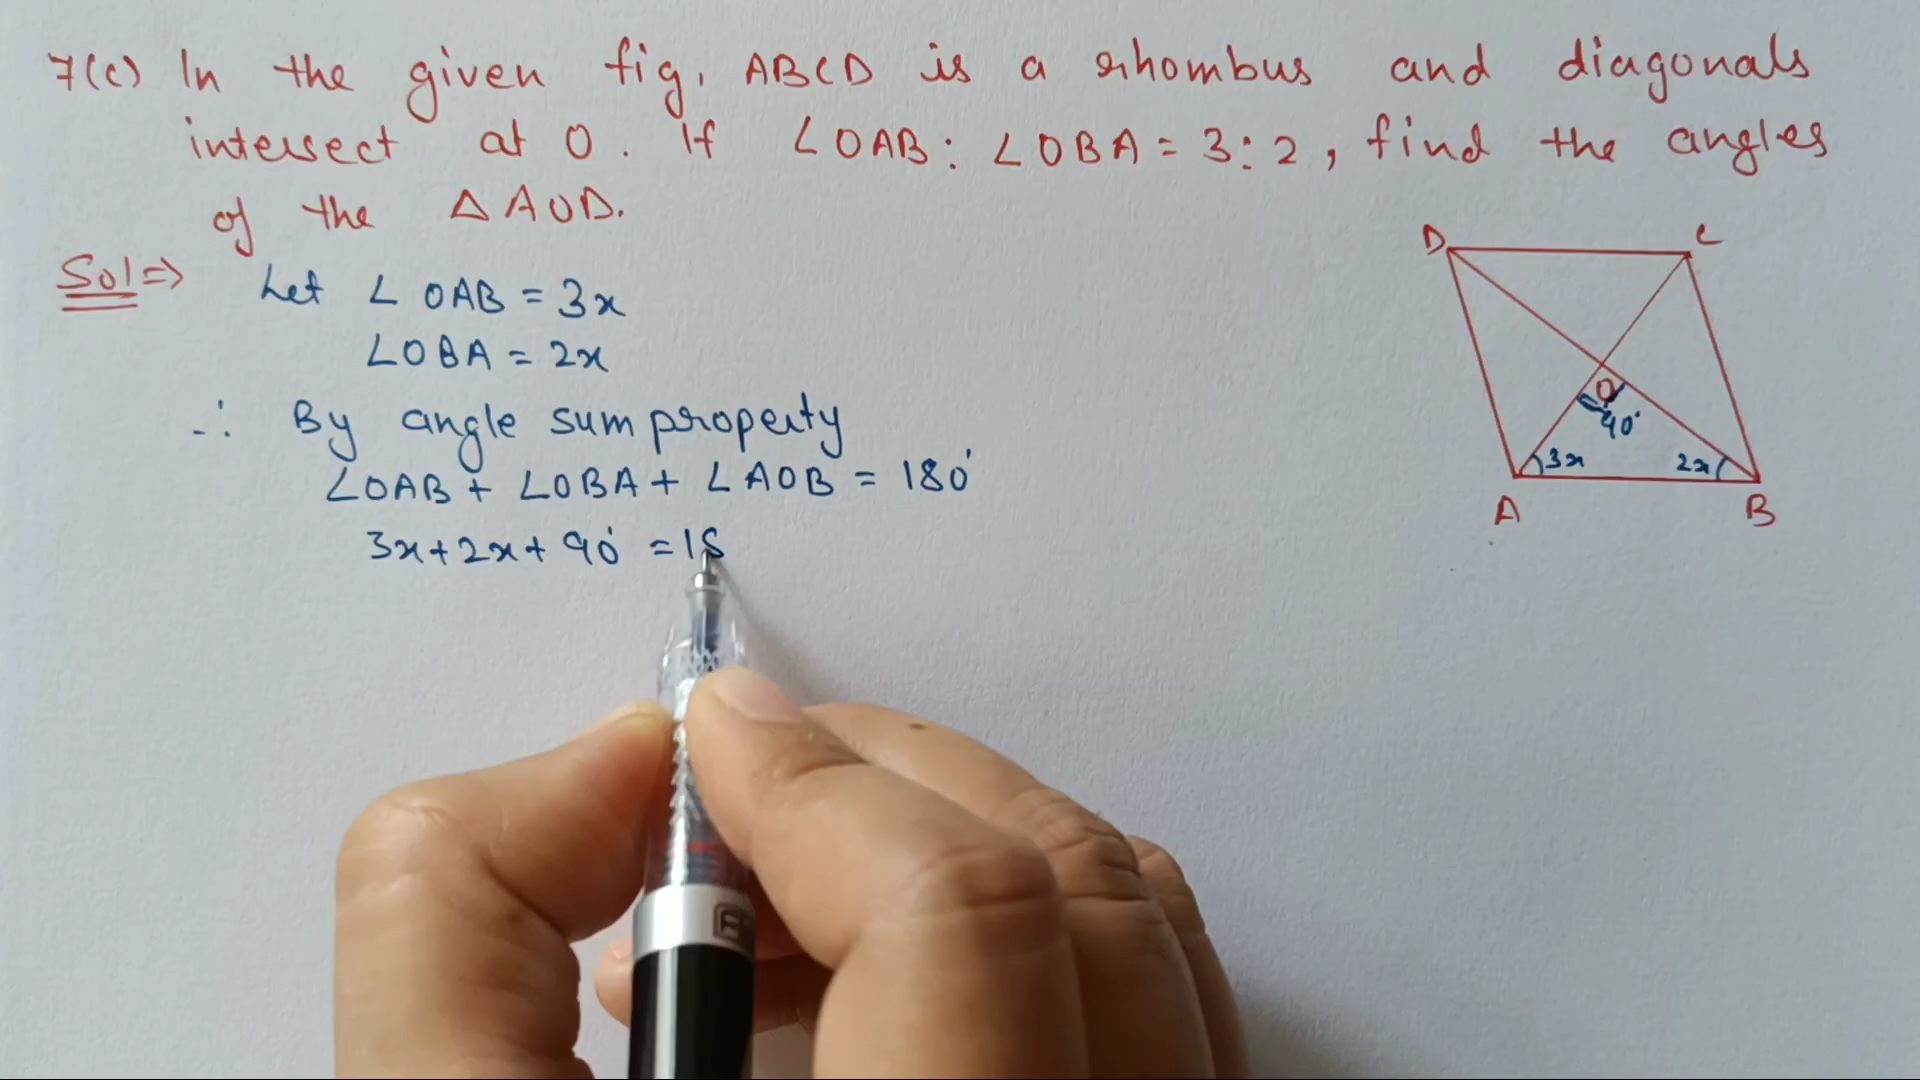 7(c) In the given fig, ABCD is a rhombus and diagonals
intersect at O. If ∠OAB : ∠OBA = 3:2, find the angles
of the △AOD.
Sol⇒ Let ∠OAB = 3x
∠OBA = 2x
∴ By angle sum property
∠OAB + ∠OBA + ∠AOB = 180°
3x+2x+ 90° = 18
D C
O
90°
3x 2x
A B